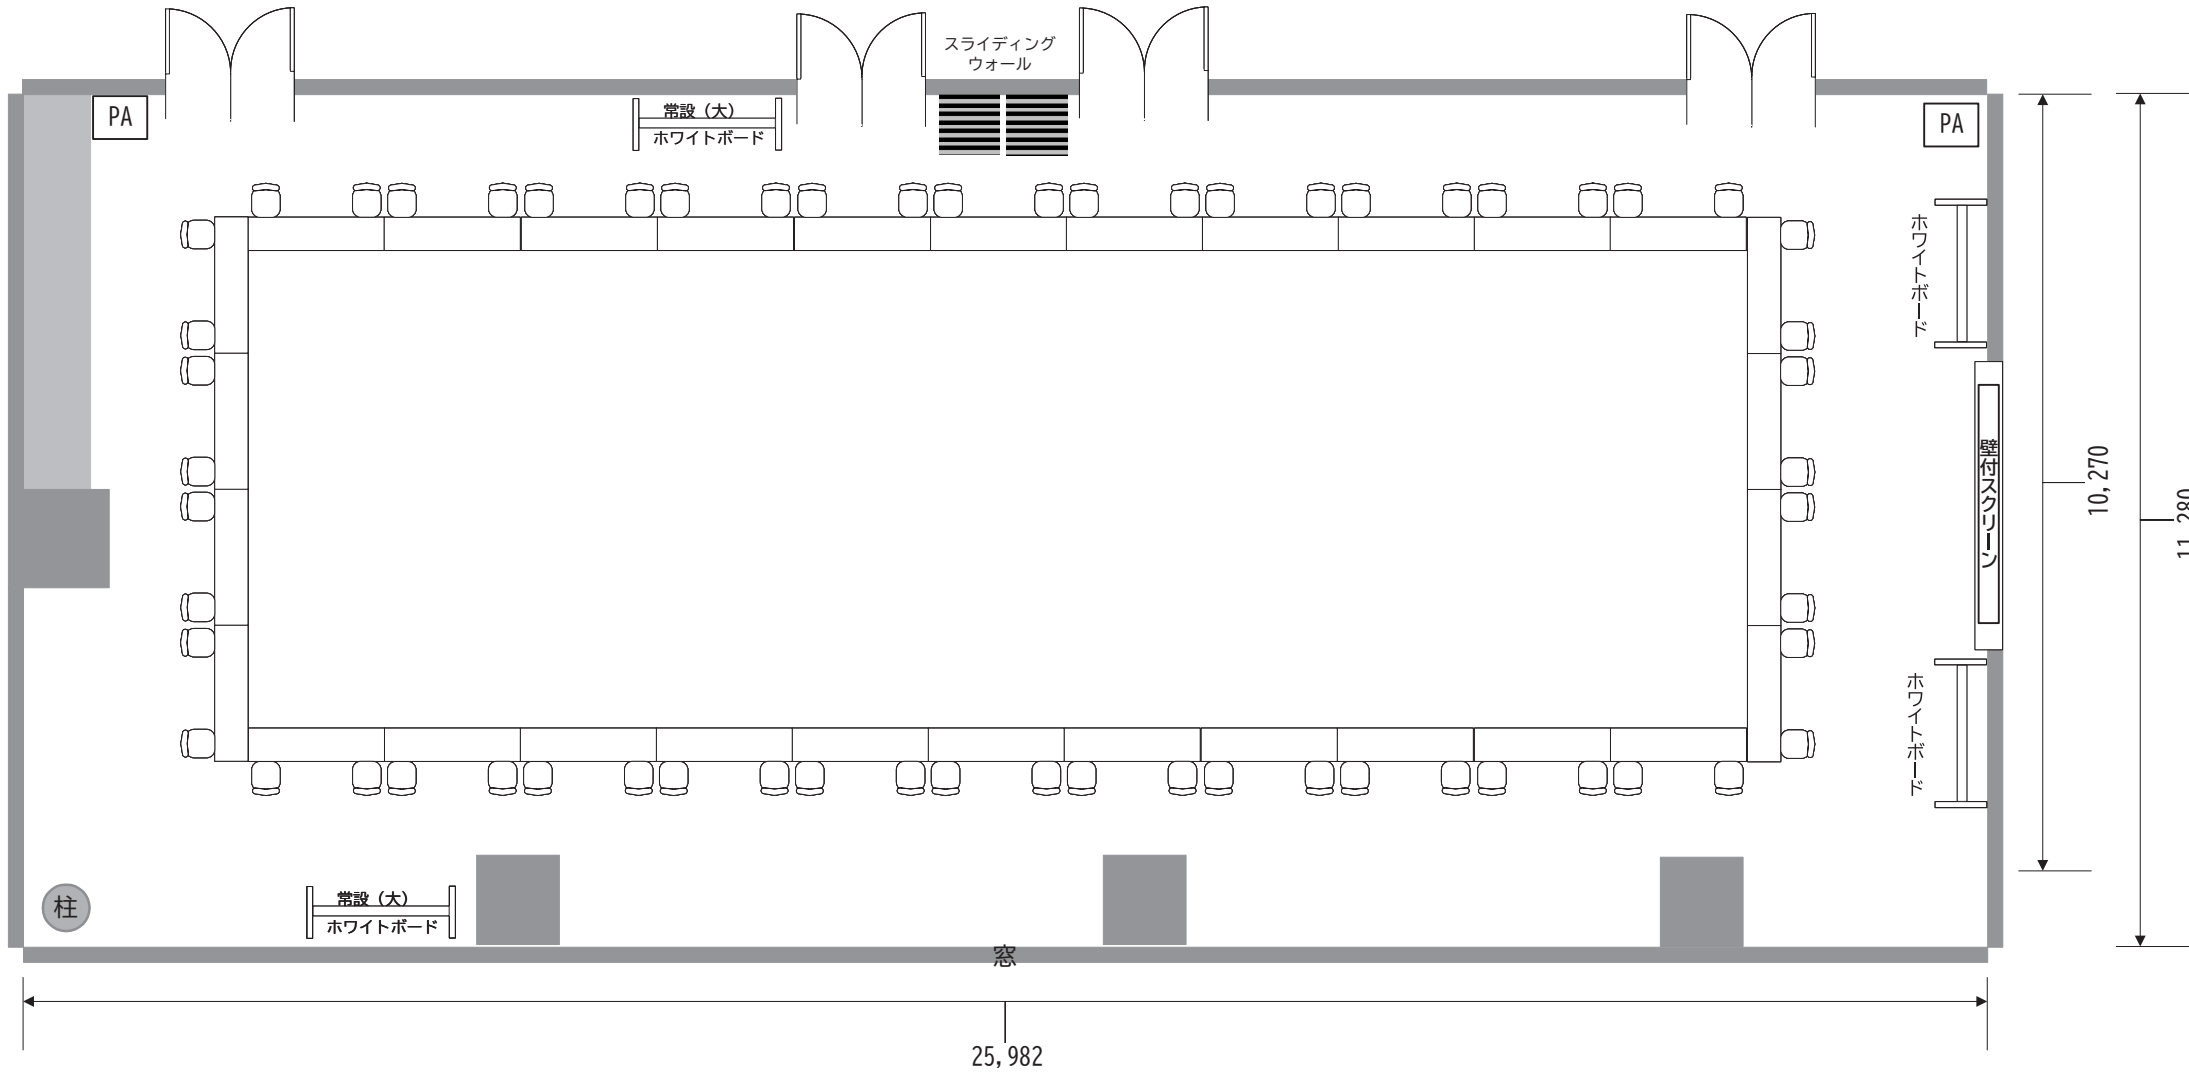 スライディング
ウォール
PA
常設（大）
ホワイトボード
PA
ホワイトボード
壁付スクリーン
10,270
11,280
ホワイトボード
柱
常設（大）
ホワイトボード
窓
25,982